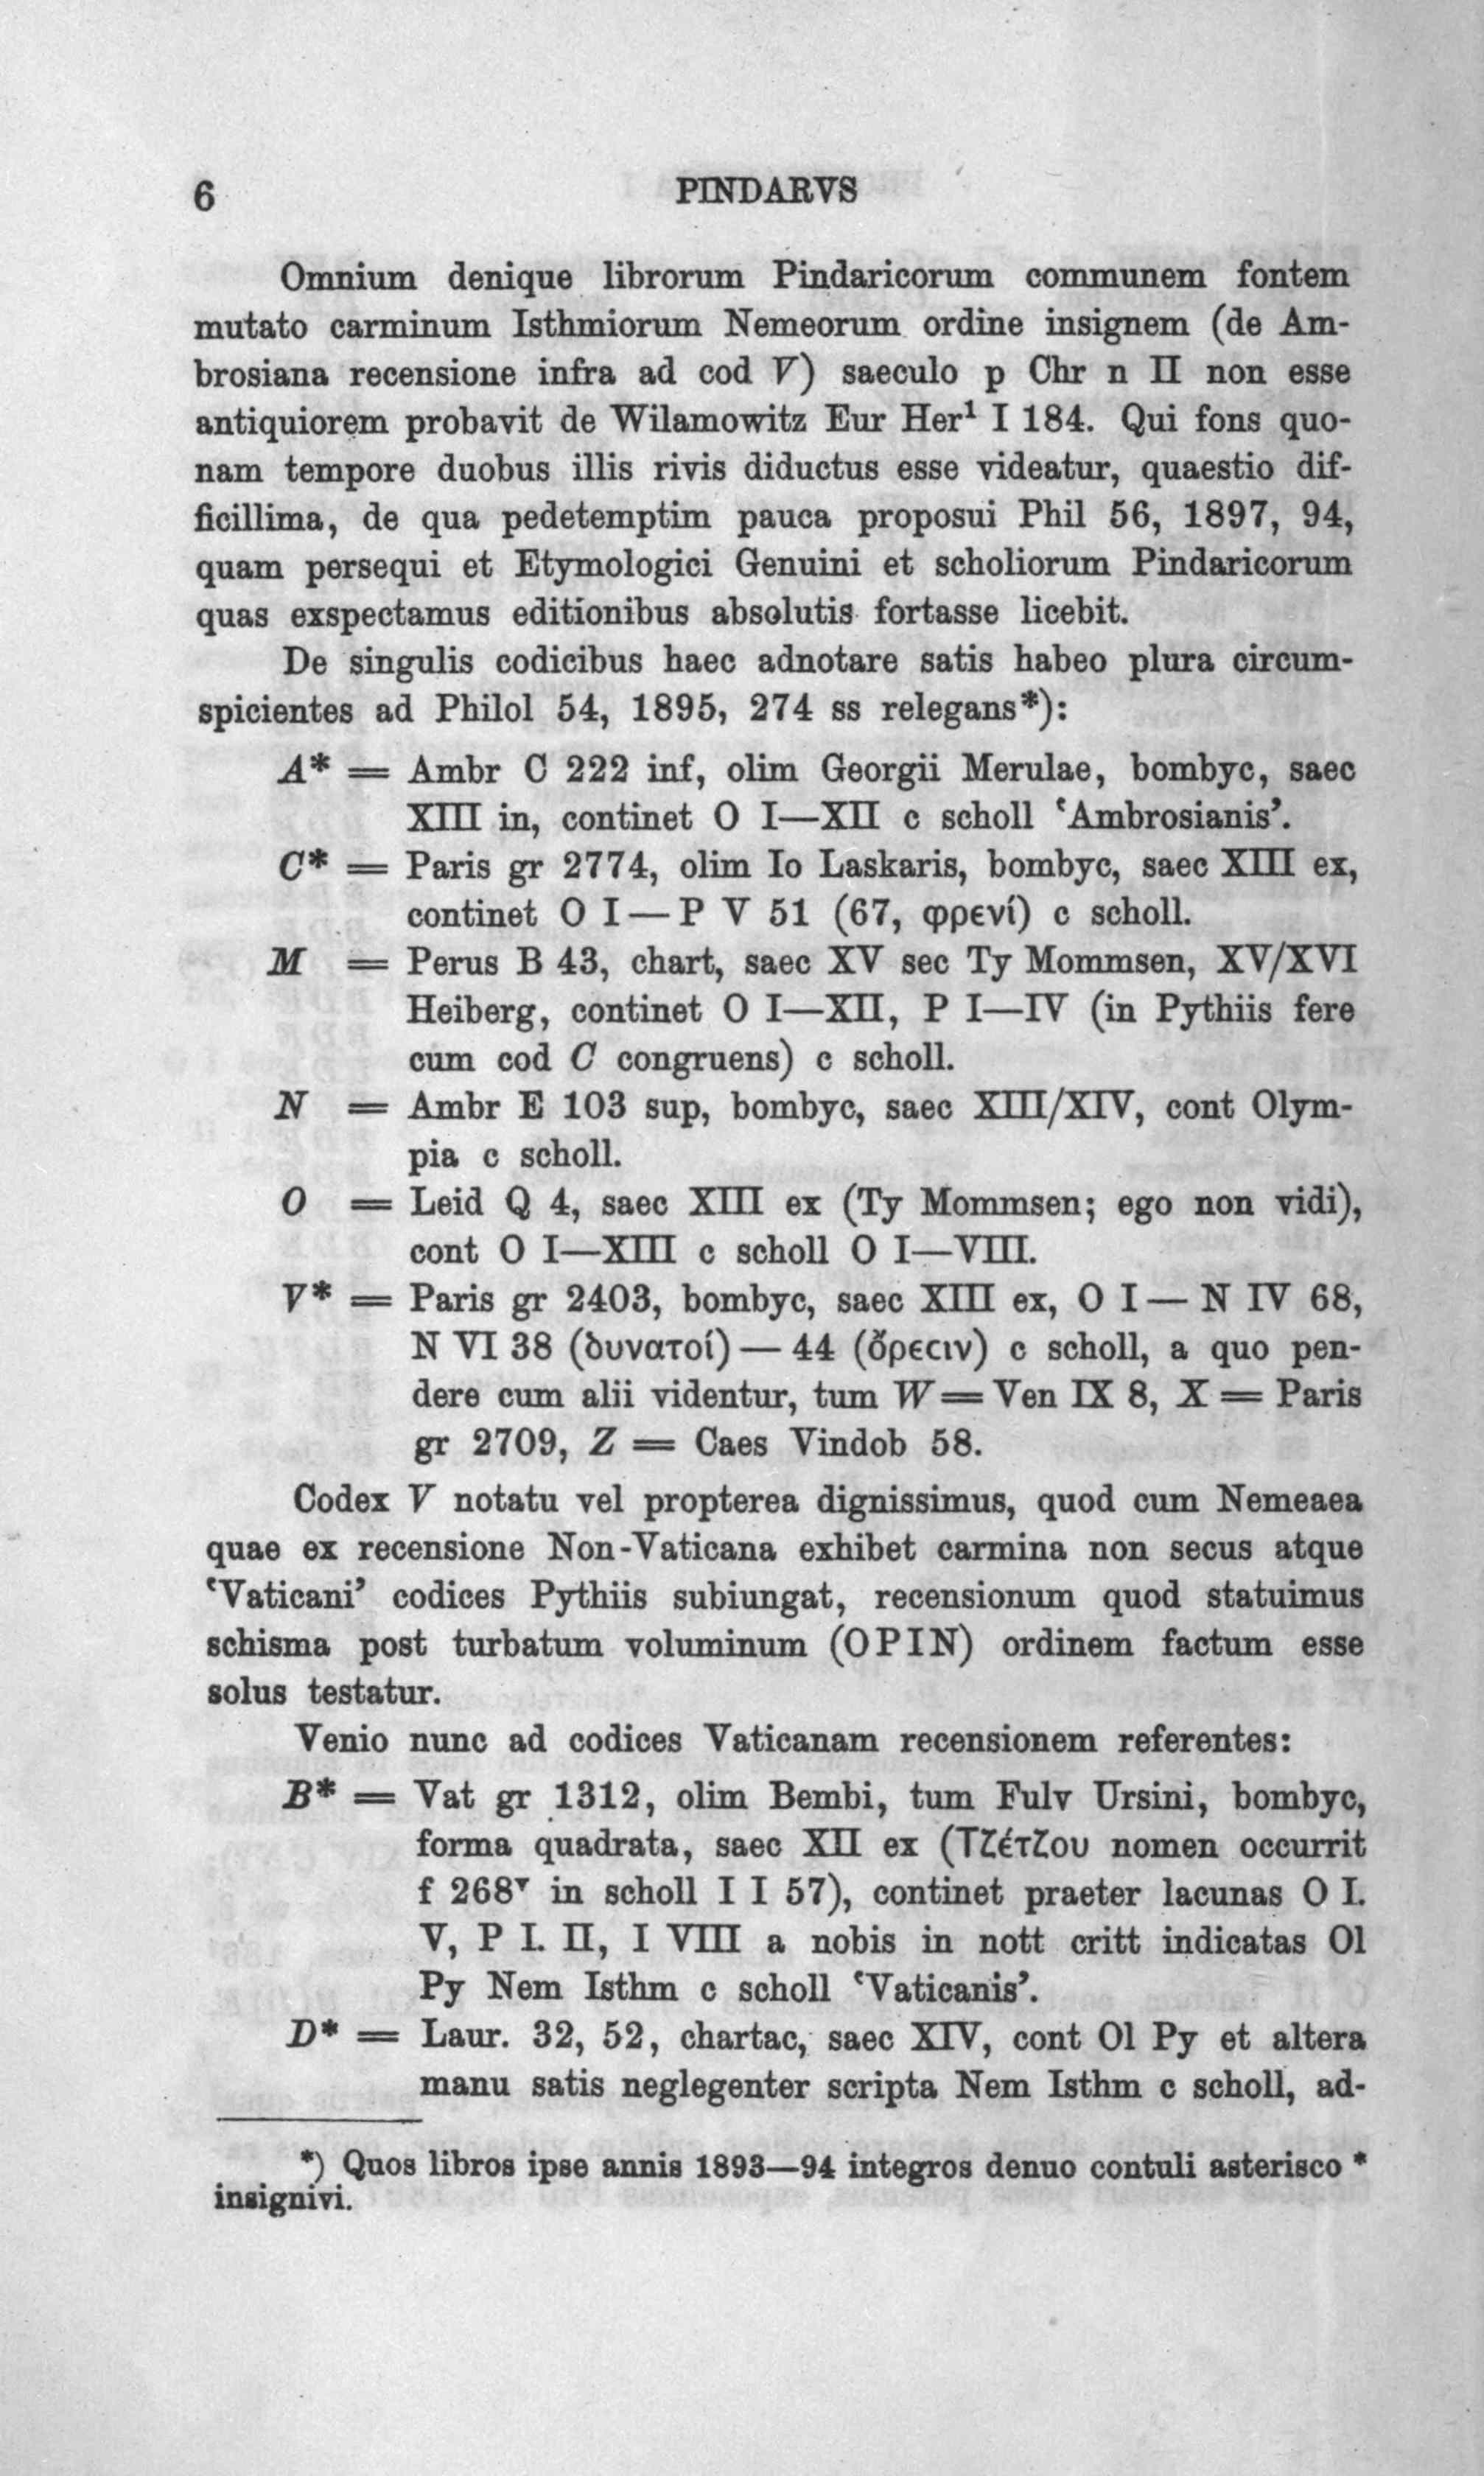 6 PINDARVS
Omnium denique librorum Pindaricorum communem fontem
mutato carminum Isthmiorum Nemeorum ordine insignem (de Am-
brosiana recensione infra ad cod V) saeculo p Chr n II non esse
antiquiorem probavit de Wilamowitz Eur Her¹ I 184. Qui fons quo-
nam tempore duobus illis rivis diductus esse videatur, quaestio dif-
ficillima, de qua pedetemptim pauca proposui Phil 56, 1897, 94,
quam persequi et Etymologici Genuini et scholiorum Pindaricorum
quas exspectamus editionibus absolutis fortasse licebit.
De singulis codicibus haec adnotare satis habeo plura circum-
spicientes ad Philol 54, 1895, 274 ss relegans*):
A* = Ambr C 222 inf, olim Georgii Merulae, bombyc, saec
XIII in, continet O I—XII c scholl ‘Ambrosianis’.
C* = Paris gr 2774, olim Io Laskaris, bombyc, saec XIII ex,
continet O I—P V 51 (67, φρενί) c scholl.
M = Perus B 43, chart, saec XV sec Ty Mommsen, XV/XVI
Heiberg, continet O I—XII, P I—IV (in Pythiis fere
cum cod C congruens) c scholl.
N = Ambr E 103 sup, bombyc, saec XIII/XIV, cont Olym-
pia c scholl.
O = Leid Q 4, saec XIII ex (Ty Mommsen; ego non vidi),
cont O I—XIII c scholl O I—VIII.
V* = Paris gr 2403, bombyc, saec XIII ex, O I— N IV 68,
N VI 38 (δυνατοί) — 44 (ὄρεϲιν) c scholl, a quo pen-
dere cum alii videntur, tum W = Ven IX 8, X = Paris
gr 2709, Z = Caes Vindob 58.
Codex V notatu vel propterea dignissimus, quod cum Nemeaea
quae ex recensione Non-Vaticana exhibet carmina non secus atque
‘Vaticani’ codices Pythiis subiungat, recensionum quod statuimus
schisma post turbatum voluminum (OPIN) ordinem factum esse
solus testatur.
Venio nunc ad codices Vaticanam recensionem referentes:
B* = Vat gr 1312, olim Bembi, tum Fulv Ursini, bombyc,
forma quadrata, saec XII ex (Τζέτζου nomen occurrit
f 268ᵛ in scholl I I 57), continet praeter lacunas O I.
V, P I. II, I VIII a nobis in nott critt indicatas Ol
Py Nem Isthm c scholl ‘Vaticanis’.
D* = Laur. 32, 52, chartac, saec XIV, cont Ol Py et altera
manu satis neglegenter scripta Nem Isthm c scholl, ad-
*) Quos libros ipse annis 1893—94 integros denuo contuli asterisco *
insignivi.